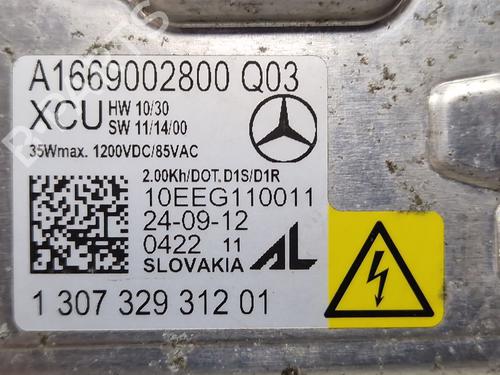 A1669002800 Q03
XCU HW 10/30
SW 11/14/00
35Wmax. 1200VDC/85VAC
2.00Kh/DOT. D1S/D1R
10EEG110011
24-09-12
0422 11
SLOVAKIA AL
1 307 329 312 01